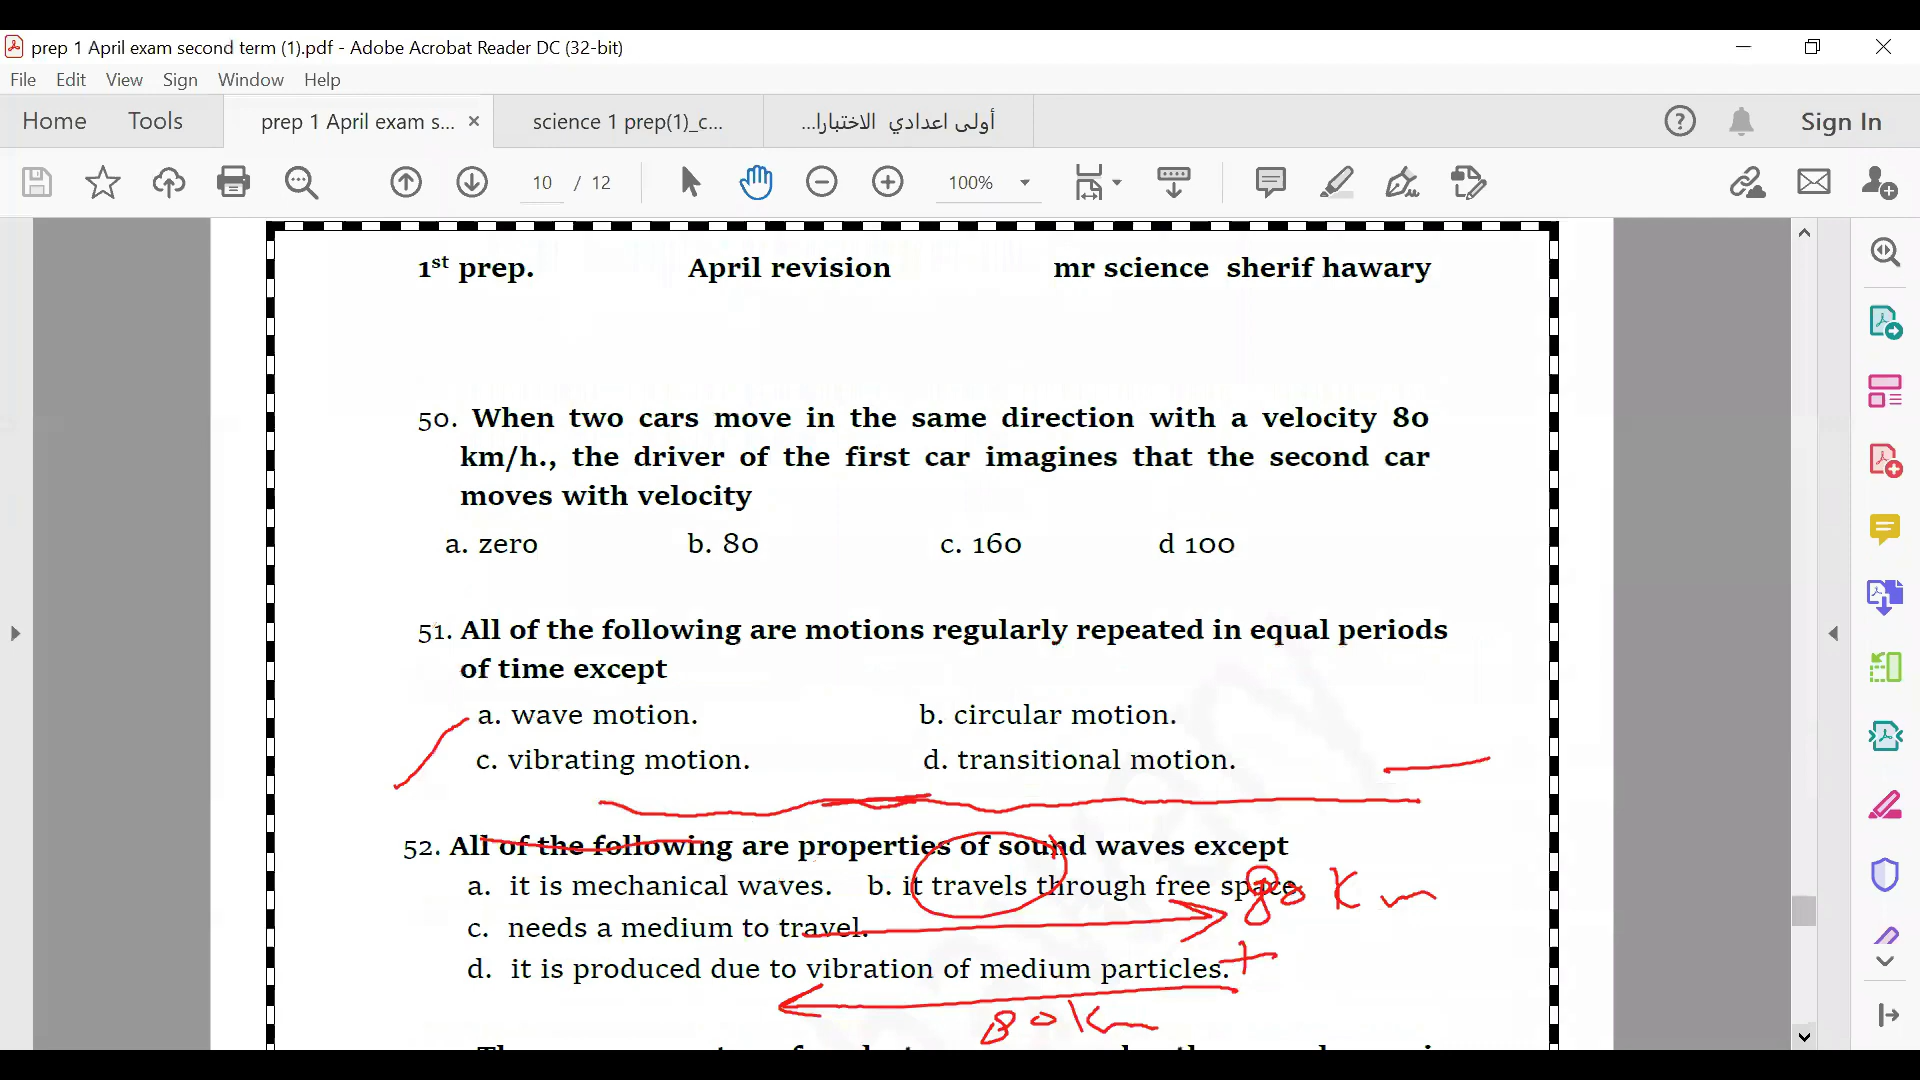 prep 1 April exam second term (1).pdf - Adobe Acrobat Reader DC (32-bit)
File Edit View Sign Window Help
Home Tools prep 1 April exam s... science 1 prep(1)_c... أولى اعدادي الاختبارا... Sign In
10 / 12 100%
1st prep. April revision mr science sherif hawary
50. When two cars move in the same direction with a velocity 80
km/h., the driver of the first car imagines that the second car
moves with velocity
a. zero b. 80 c. 160 d 100
51. All of the following are motions regularly repeated in equal periods
of time except
a. wave motion. b. circular motion.
c. vibrating motion. d. transitional motion.
52. All of the following are properties of sound waves except
a. it is mechanical waves. b. it travels through free space
80 Km
c. needs a medium to travel.
+
d. it is produced due to vibration of medium particles.
80 Km